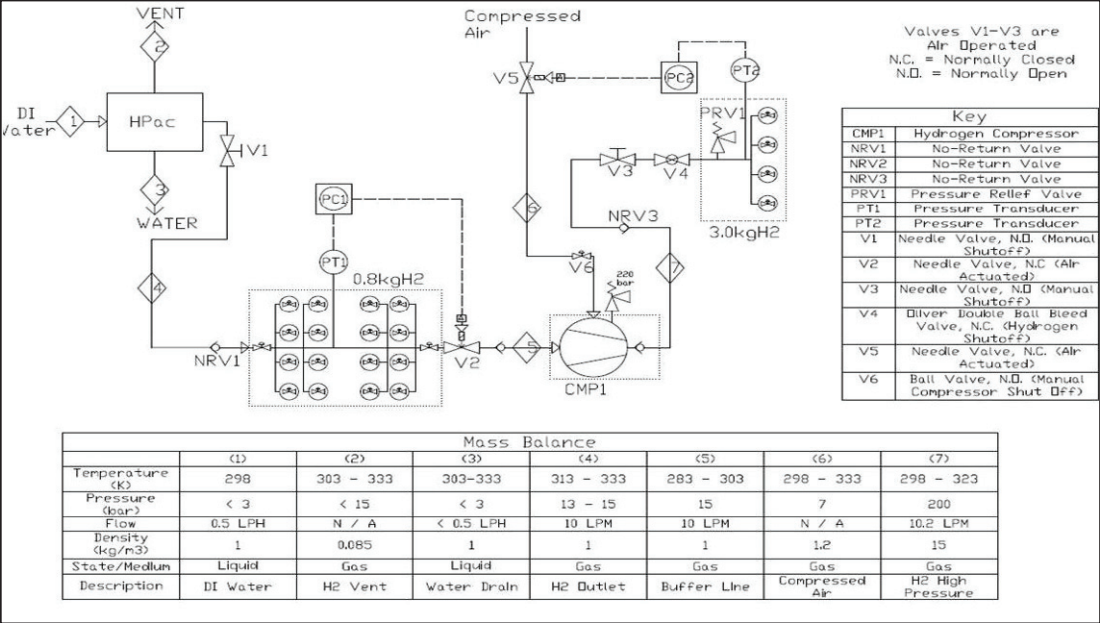 VENT
2
DI
Water
1
HPac
V1
3
WATER
4
Compressed
Air
V5
PC2
PT2
PRV1
V3
V4
NRV3
3.0kgH2
6
7
V6
220
bar
PC1
PT1
0.8kgH2
NRV1
V2
5
CMP1
Valves V1-V3 are
Air Operated
N.C. = Normally Closed
N.O. = Normally Open
Key
CMP1 Hydrogen Compressor
NRV1 No-Return Valve
NRV2 No-Return Valve
NRV3 No-Return Valve
PRV1 Pressure Relief Valve
PT1 Pressure Transducer
PT2 Pressure Transducer
V1 Needle Valve, N.O. (Manual
Shutoff)
V2 Needle Valve, N.C (Air
Actuated)
V3 Needle Valve, N.O (Manual
Shutoff)
V4 Oliver Double Ball Bleed
Valve, N.C. (Hydrogen
Shutoff)
V5 Needle Valve, N.C. (Air
Actuated)
V6 Ball Valve, N.O. (Manual
Compressor Shut Off)
Mass Balance
(1) (2) (3) (4) (5) (6) (7)
Temperature
(K) 298 303 - 333 303-333 313 - 333 283 - 303 298 - 333 298 - 323
Pressure
(bar) < 3 < 15 < 3 13 - 15 15 7 200
Flow 0.5 LPH N / A < 0.5 LPH 10 LPM 10 LPM N / A 10.2 LPM
Density
(kg/m3) 1 0.085 1 1 1 1.2 15
State/Medium Liquid Gas Liquid Gas Gas Gas Gas
Description DI Water H2 Vent Water Drain H2 Outlet Buffer Line Compressed
Air H2 High
Pressure